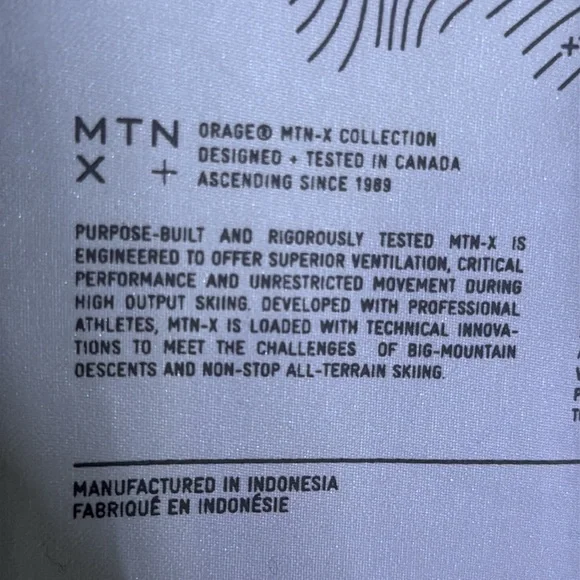 MTN
X +
ORAGE® MTN-X COLLECTION
DESIGNED + TESTED IN CANADA
ASCENDING SINCE 1989
PURPOSE-BUILT AND RIGOROUSLY TESTED MTN-X IS
ENGINEERED TO OFFER SUPERIOR VENTILATION, CRITICAL
PERFORMANCE AND UNRESTRICTED MOVEMENT DURING
HIGH OUTPUT SKIING. DEVELOPED WITH PROFESSIONAL
ATHLETES, MTN-X IS LOADED WITH TECHNICAL INNOVA-
TIONS TO MEET THE CHALLENGES OF BIG-MOUNTAIN
DESCENTS AND NON-STOP ALL-TERRAIN SKIING.
MANUFACTURED IN INDONESIA
FABRIQUÉ EN INDONÉSIE